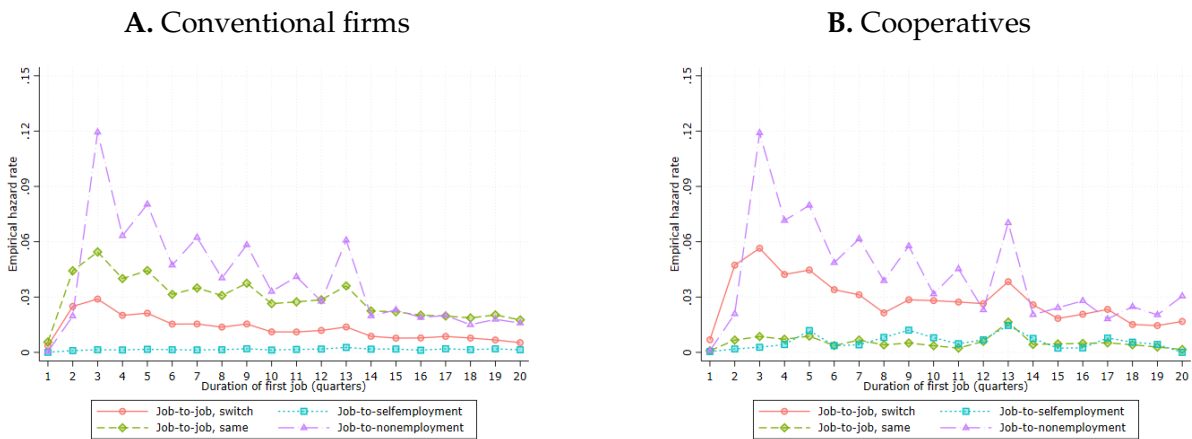 A. Conventional firms
.15
.12
.09
.06
.03
0
Empirical hazard rate
1 2 3 4 5 6 7 8 9 10 11 12 13 14 15 16 17 18 19 20
Duration of first job (quarters)
Job-to-job, switch
Job-to-selfemployment
Job-to-job, same
Job-to-nonemployment
B. Cooperatives
.15
.12
.09
.06
.03
0
Empirical hazard rate
1 2 3 4 5 6 7 8 9 10 11 12 13 14 15 16 17 18 19 20
Duration of first job (quarters)
Job-to-job, switch
Job-to-selfemployment
Job-to-job, same
Job-to-nonemployment